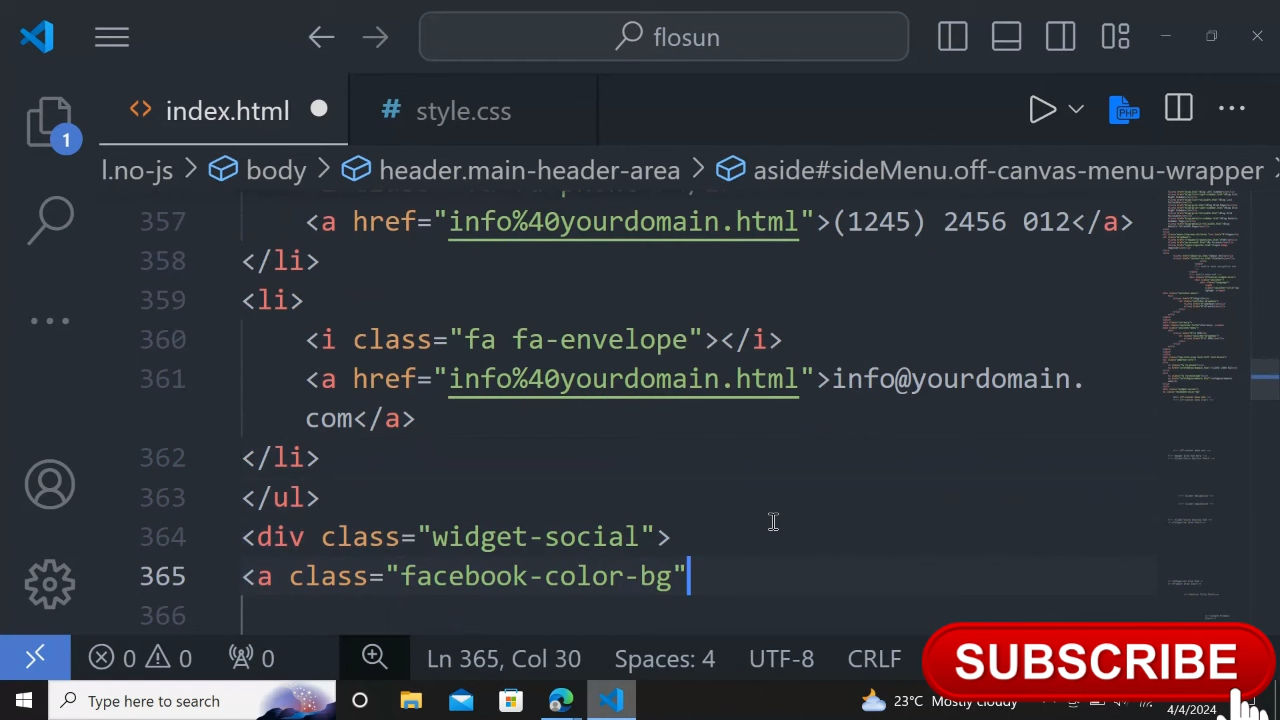 flosun
index.html
style.css
l.no-js > body > header.main-header-area > aside#sideMenu.off-canvas-menu-wrapper >
357 <a href="info40yourdomain.html">(1245) 2456 012</a>
358 </li>
359 <li>
360 <i class="fa fa-envelope"></i>
361 <a href="info40yourdomain.html">info@yourdomain.
com</a>
362 </li>
363 </ul>
364 <div class="widget-social">
365 <a class="facebook-color-bg"
366
1
PHP
0 0 0 Ln 365, Col 30 Spaces: 4 UTF-8 CRLF
SUBSCRIBE
Type here to search
23°C Mostly cloudy
4/4/2024